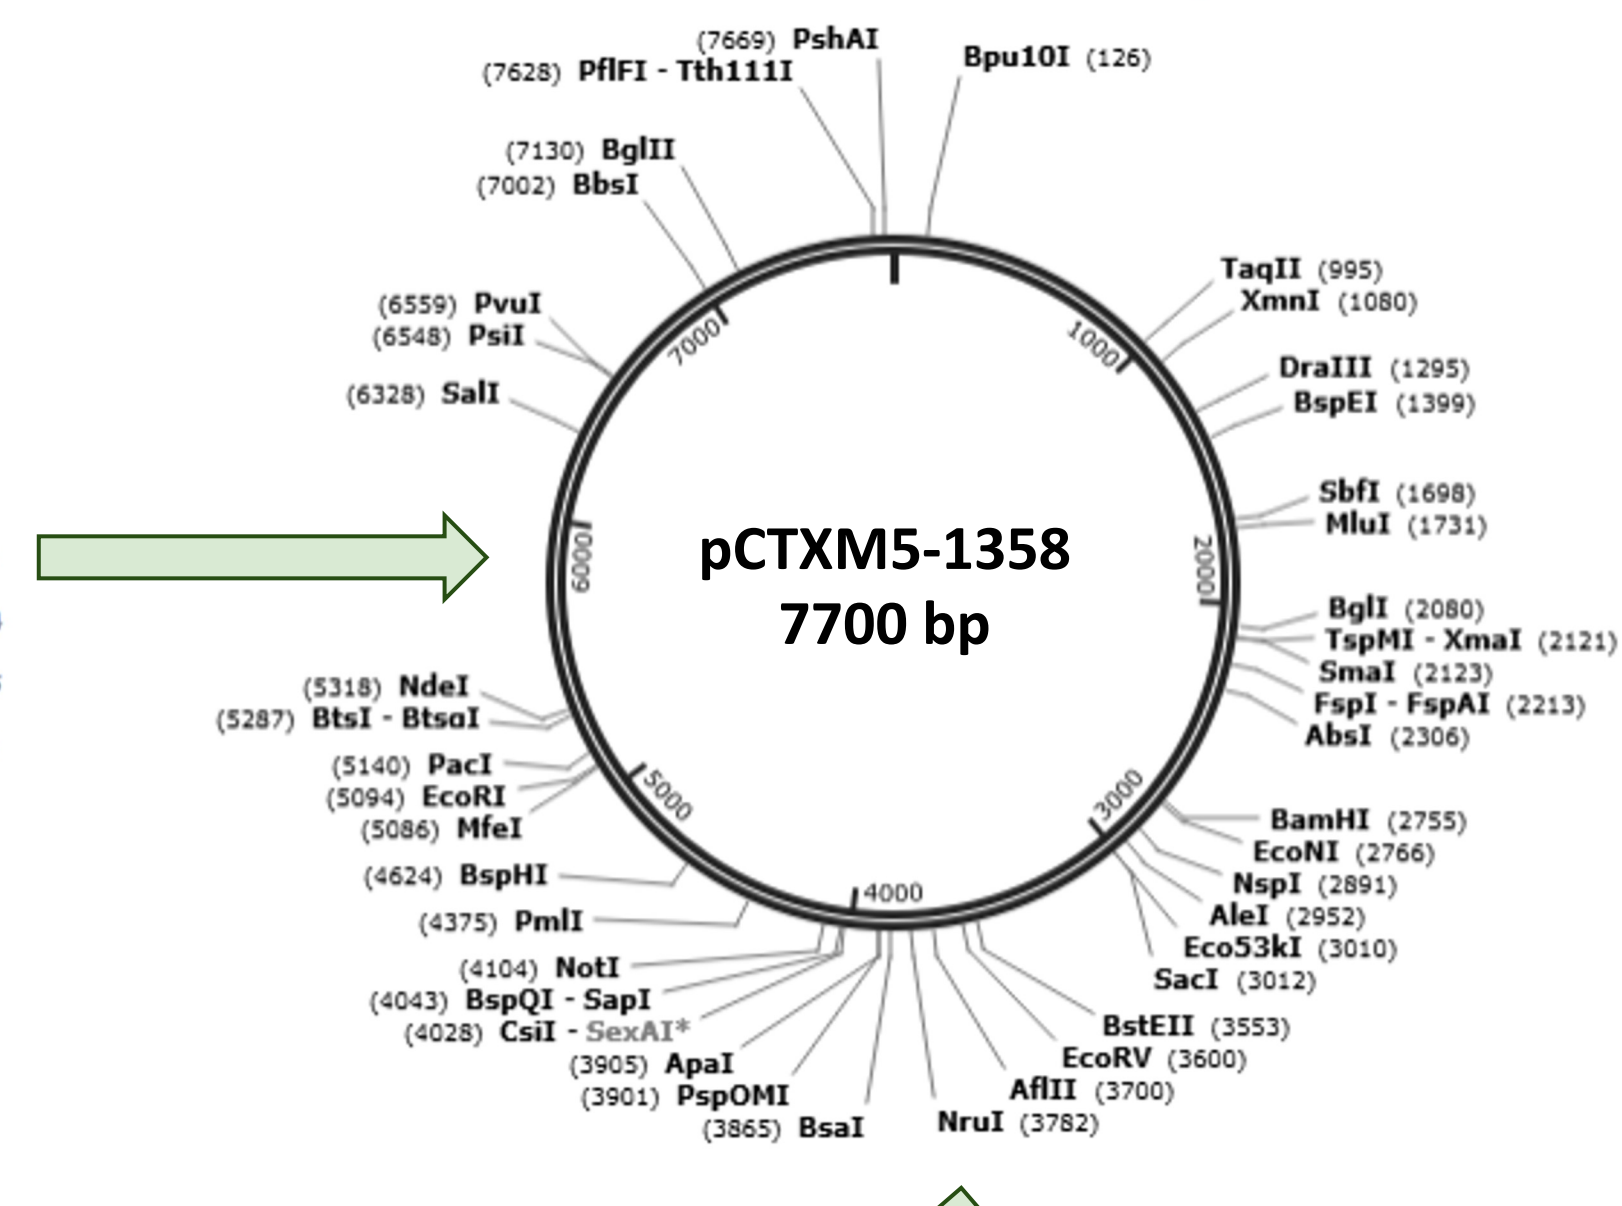 (7669) PshAI
(7628) PflFI - Tth111I
Bpu10I (126)
(7130) BglII
(7002) BbsI
(6559) PvuI
(6548) PsiI
(6328) SalI
TaqII (995)
XmnI (1080)
DraIII (1295)
BspEI (1399)
SbfI (1698)
MluI (1731)
BglI (2080)
TspMI - XmaI (2121)
SmaI (2123)
FspI - FspAI (2213)
AbsI (2306)
BamHI (2755)
EcoNI (2766)
NspI (2891)
AleI (2952)
Eco53kI (3010)
SacI (3012)
BstEII (3553)
EcoRV (3600)
AflII (3700)
NruI (3782)
(5318) NdeI
(5287) BtsI - BtsαI
(5140) PacI
(5094) EcoRI
(5086) MfeI
(4624) BspHI
(4375) PmlI
(4104) NotI
(4043) BspQI - SapI
(4028) CsiI - SexAI*
(3905) ApaI
(3901) PspOMI
(3865) BsaI
1000
2000
3000
4000
5000
6000
7000
pCTXM5-1358
7700 bp